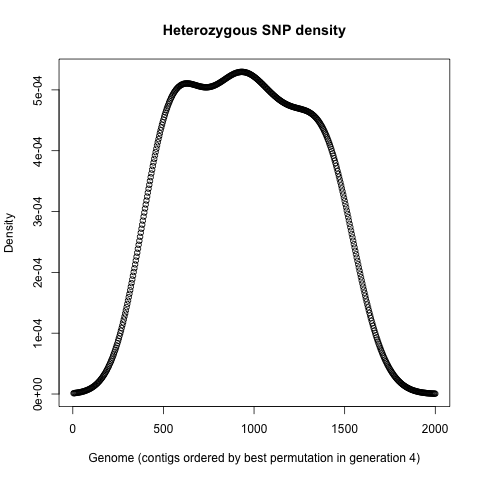 Heterozygous SNP density
5e-04
4e-04
3e-04
2e-04
1e-04
0e+00
Density
0 500 1000 1500 2000
Genome (contigs ordered by best permutation in generation 4)